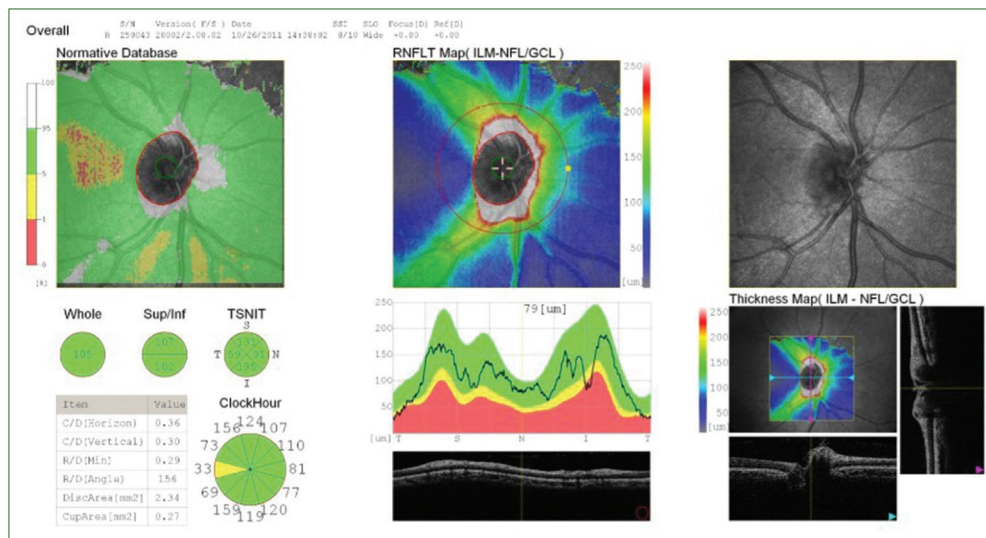 Overall
S/N Version( F/S ) Date SSI SLO Focus[D] Ref[D]
R 250043 20002/2.00.02 10/26/2011 14:38:02 8/10 Wide +0.00 +0.00
Normative Database
RNFLT Map( ILM-NFL/GCL)
100
95
5
1
0
[%]
250
200
150
100
50
[um]
Whole
Sup/Inf
TSNIT
105
107
102
S
131
T 59 91 N
135
I
Item Value
C/D(Horizon) 0.36
C/D(Vertical) 0.30
R/D(Min) 0.29
R/D(Angle) 156
DiscArea[mm2] 2.34
CupArea[mm2] 0.27
ClockHour
124
156 107
73 110
33 81
69 77
159 120
119
79[um]
250
200
150
100
50
[um] T S N I T
Thickness Map( ILM - NFL/GCL )
250
200
150
100
50
[um]